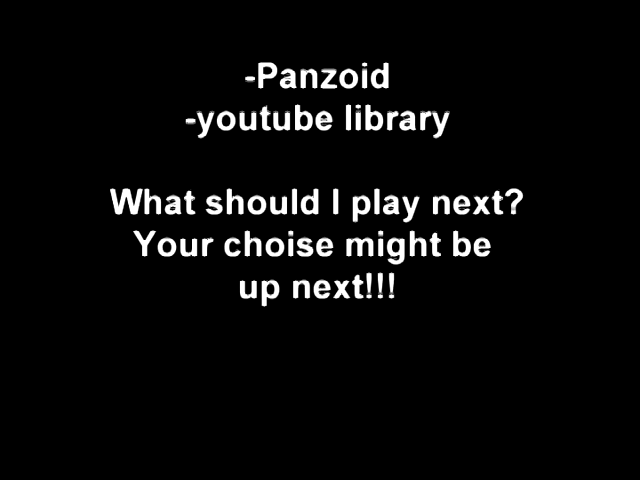 -Panzoid
-youtube library
What should I play next?
Your choise might be
up next!!!